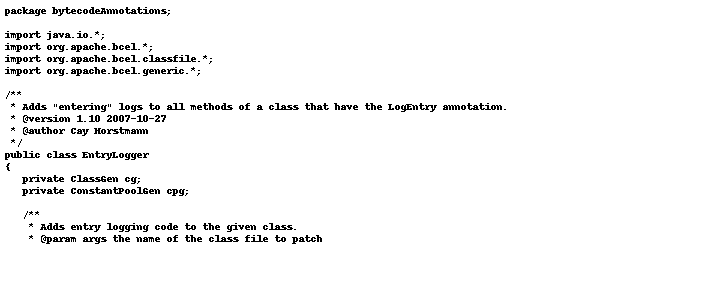 package bytecodeAnnotations;
import java.io.*;
import org.apache.bcel.*;
import org.apache.bcel.classfile.*;
import org.apache.bcel.generic.*;
/**
 * Adds "entering" logs to all methods of a class that have the LogEntry annotation.
 * @version 1.10 2007-10-27
 * @author Cay Horstmann
 */
public class EntryLogger
{
   private ClassGen cg;
   private ConstantPoolGen cpg;
   /**
    * Adds entry logging code to the given class.
    * @param args the name of the class file to patch